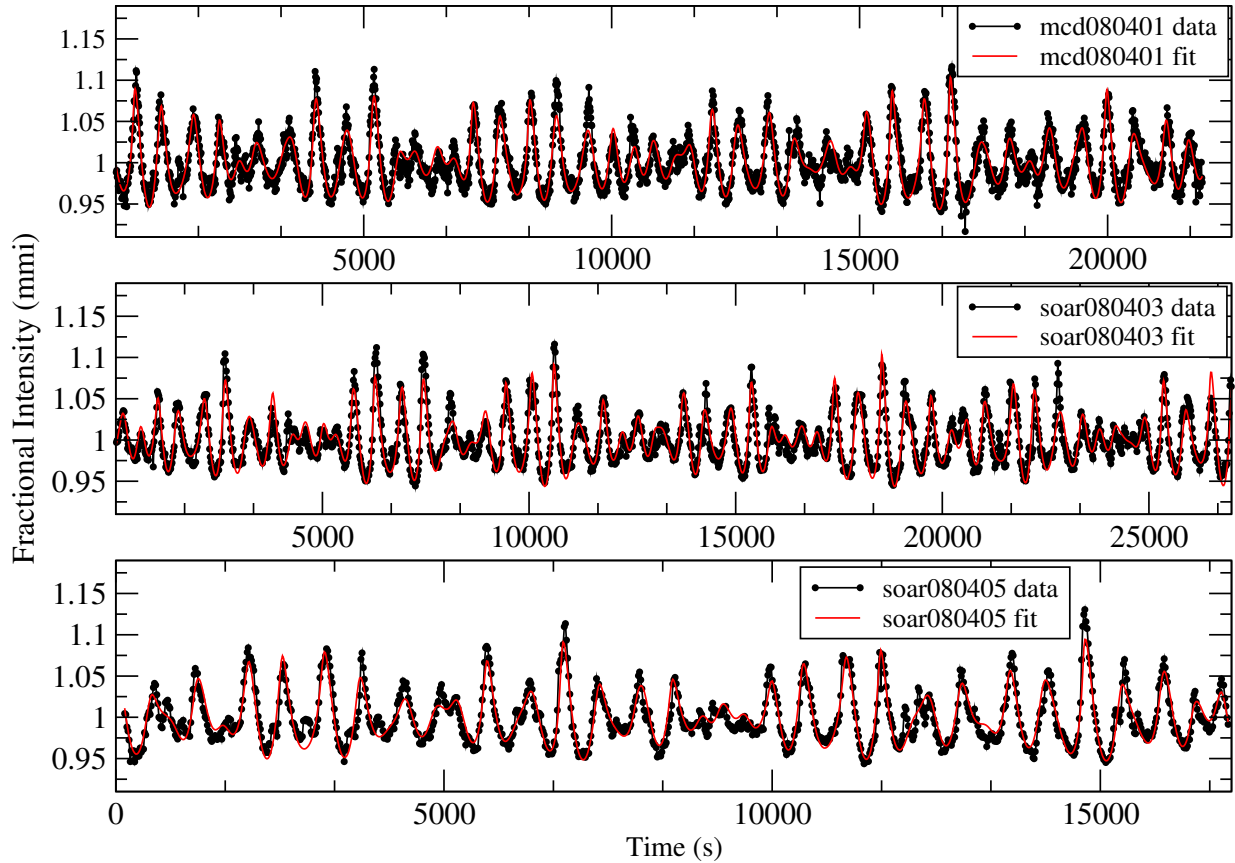 mcd080401 data
mcd080401 fit
1.15
1.1
1.05
1
0.95
5000 10000 15000 20000
soar080403 data
soar080403 fit
1.15
1.1
1.05
1
0.95
5000 10000 15000 20000 25000
Fractional Intensity (mmi)
soar080405 data
soar080405 fit
1.15
1.1
1.05
1
0.95
0 5000 10000 15000
Time (s)